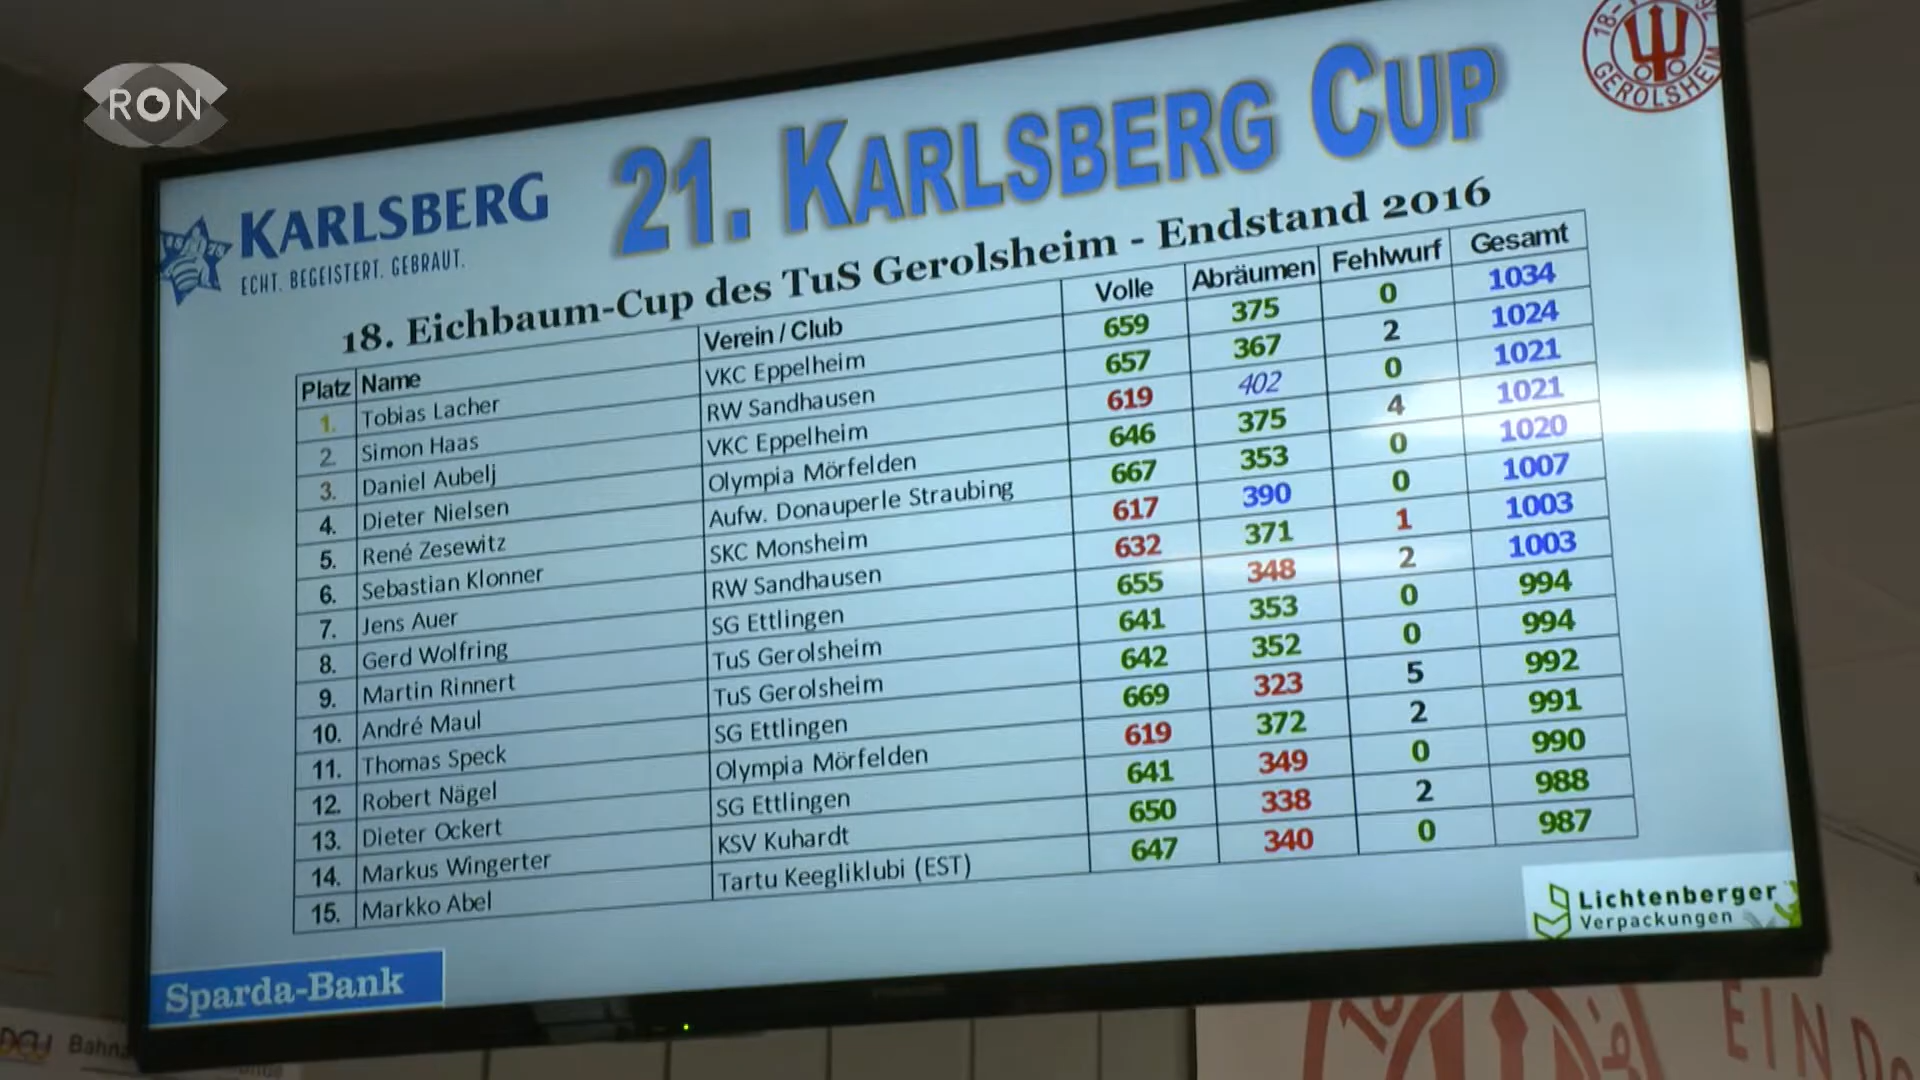 RON
18-
92
GEROLSHEIM
21. KARLSBERG CUP
KARLSBERG
ECHT. BEGEISTERT. GEBRAUT.
18. Eichbaum-Cup des TuS Gerolsheim - Endstand 2016
Platz Name Verein / Club Volle Abräumen Fehlwurf Gesamt
1. Tobias Lacher VKC Eppelheim 659 375 0 1034
2. Simon Haas RW Sandhausen 657 367 2 1024
3. Daniel Aubelj VKC Eppelheim 619 402 0 1021
4. Dieter Nielsen Olympia Mörfelden 646 375 4 1021
5. René Zesewitz Aufw. Donauperle Straubing 667 353 0 1020
6. Sebastian Klonner SKC Monsheim 617 390 0 1007
7. Jens Auer RW Sandhausen 632 371 1 1003
8. Gerd Wolfring SG Ettlingen 655 348 2 1003
9. Martin Rinnert TuS Gerolsheim 641 353 0 994
10. André Maul TuS Gerolsheim 642 352 0 994
11. Thomas Speck SG Ettlingen 669 323 5 992
12. Robert Nägel Olympia Mörfelden 619 372 2 991
13. Dieter Ockert SG Ettlingen 641 349 0 990
14. Markus Wingerter KSV Kuhardt 650 338 2 988
15. Markko Abel Tartu Keegliklubi (EST) 647 340 0 987
Lichtenberger
Verpackungen
Sparda-Bank
Bahna
EIN